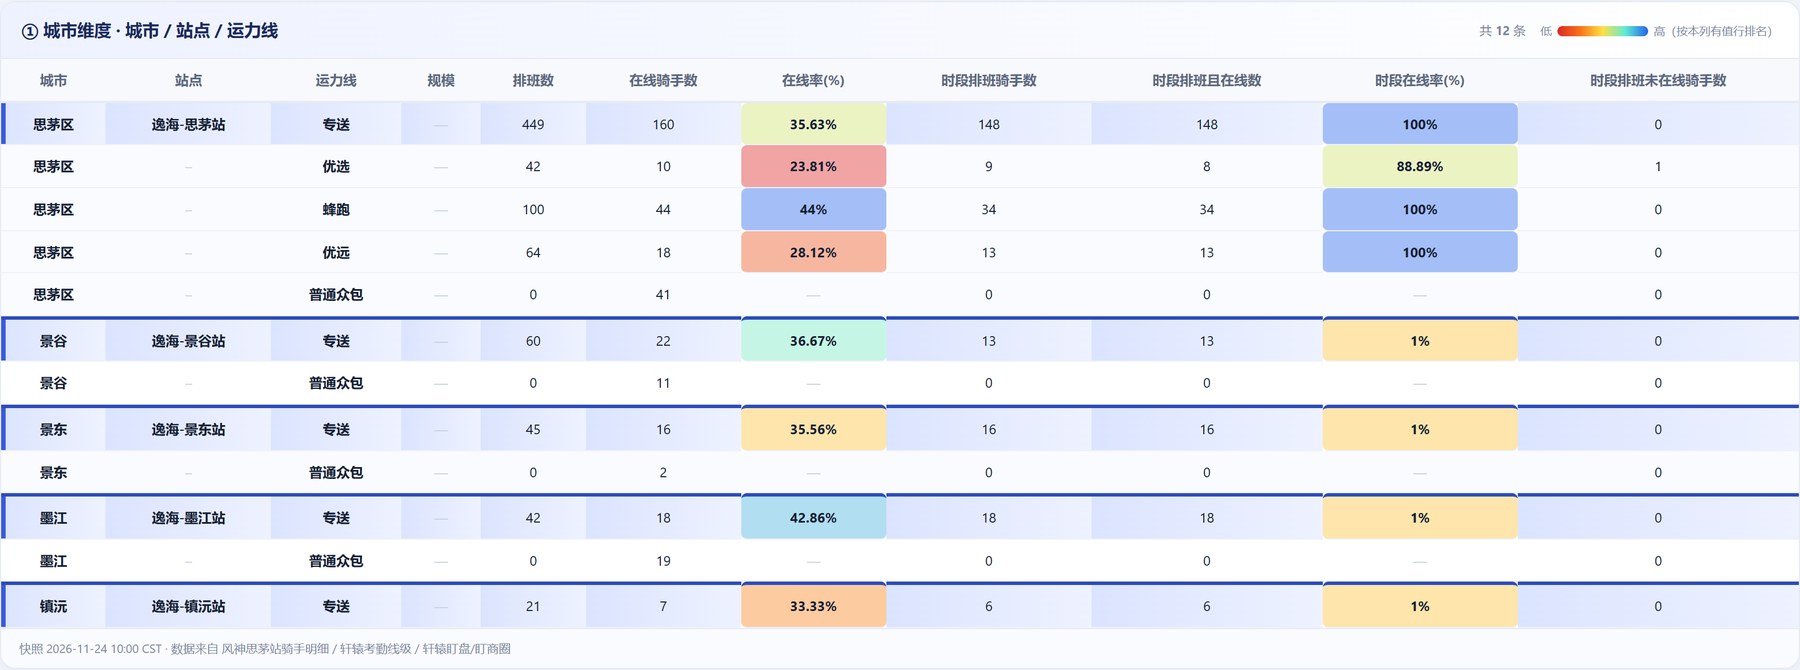 ① 城市维度 · 城市 / 站点 / 运力线
共 12 条 低 高 (按本列有值行排名)
城市 站点 运力线 规模 排班数 在线骑手数 在线率(%) 时段排班骑手数 时段排班且在线数 时段在线率(%) 时段排班未在线骑手数
思茅区 逸海-思茅站 专送 — 449 160 35.63% 148 148 100% 0
思茅区 – 优选 — 42 10 23.81% 9 8 88.89% 1
思茅区 – 蜂跑 — 100 44 44% 34 34 100% 0
思茅区 – 优远 — 64 18 28.12% 13 13 100% 0
思茅区 – 普通众包 — 0 41 — 0 0 — 0
景谷 逸海-景谷站 专送 — 60 22 36.67% 13 13 1% 0
景谷 – 普通众包 — 0 11 — 0 0 — 0
景东 逸海-景东站 专送 — 45 16 35.56% 16 16 1% 0
景东 – 普通众包 — 0 2 — 0 0 — 0
墨江 逸海-墨江站 专送 — 42 18 42.86% 18 18 1% 0
墨江 – 普通众包 — 0 19 — 0 0 — 0
镇沅 逸海-镇沅站 专送 — 21 7 33.33% 6 6 1% 0
快照 2026-11-24 10:00 CST · 数据来自 风神思茅站骑手明细 / 轩辕考勤线级 / 轩辕盯盘/盯商圈